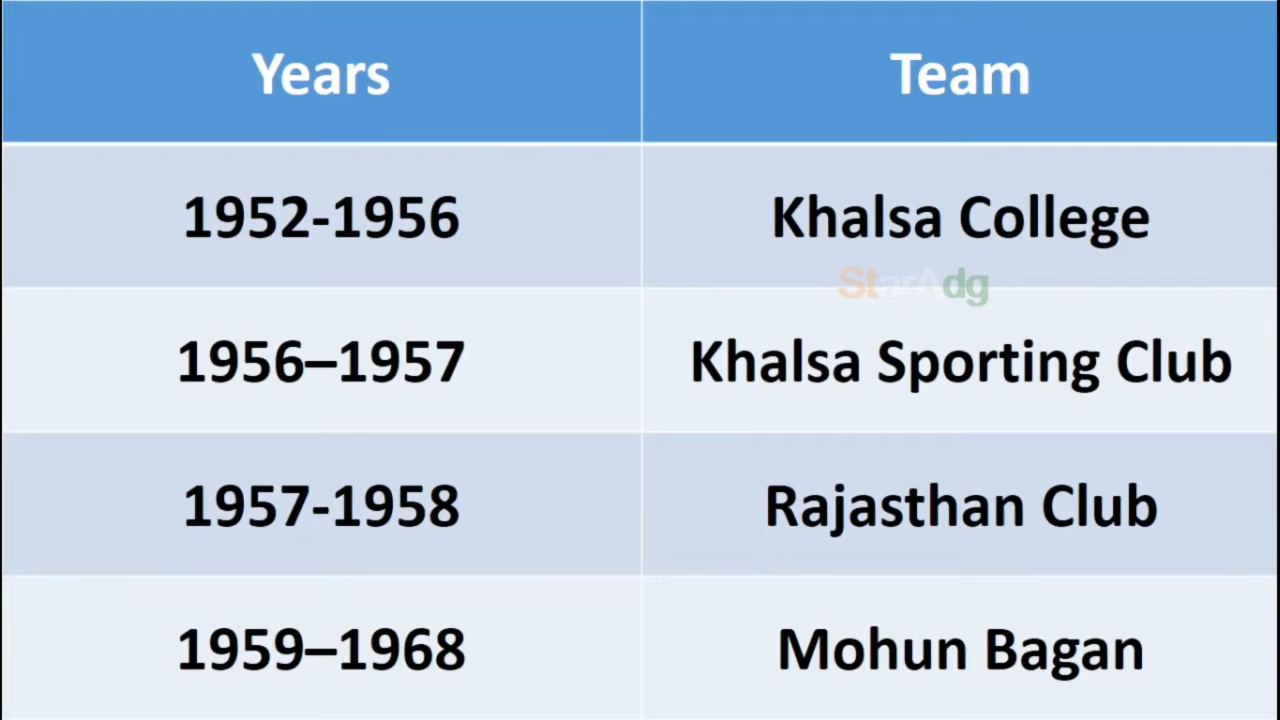 Years Team
1952-1956 Khalsa College
StarAdg
1956–1957 Khalsa Sporting Club
1957-1958 Rajasthan Club
1959–1968 Mohun Bagan